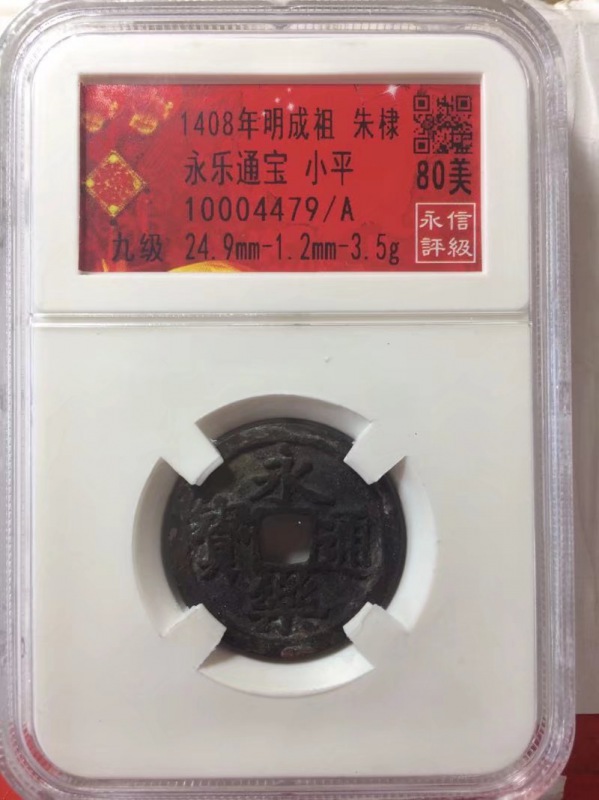 1408年明成祖 朱棣
永乐通宝 小平
80美
10004479/A
九级 24.9mm-1.2mm-3.5g
永信
評級
永樂通寶